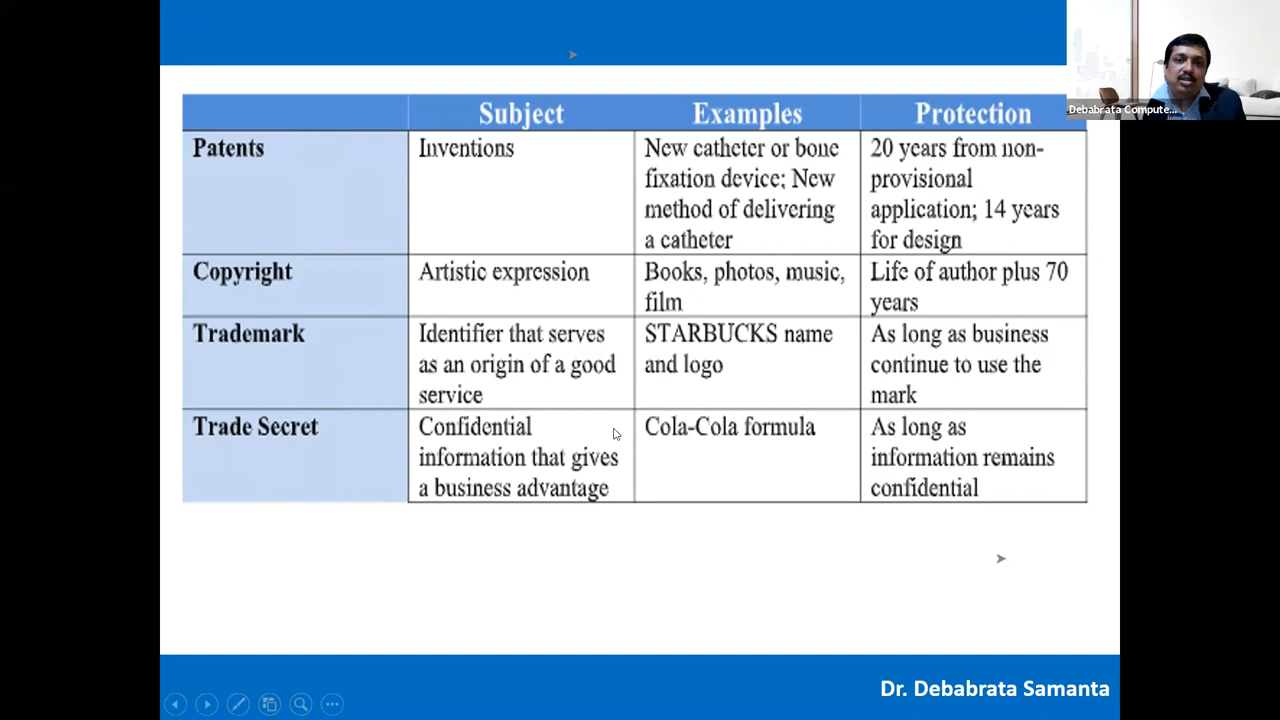 Debabrata Compute...
Subject Examples Protection
Patents Inventions New catheter or bone 20 years from non-
fixation device; New provisional
method of delivering application; 14 years
a catheter for design
Copyright Artistic expression Books, photos, music, Life of author plus 70
film years
Trademark Identifier that serves STARBUCKS name As long as business
as an origin of a good and logo continue to use the
service mark
Trade Secret Confidential Cola-Cola formula As long as
information that gives information remains
a business advantage confidential
Dr. Debabrata Samanta